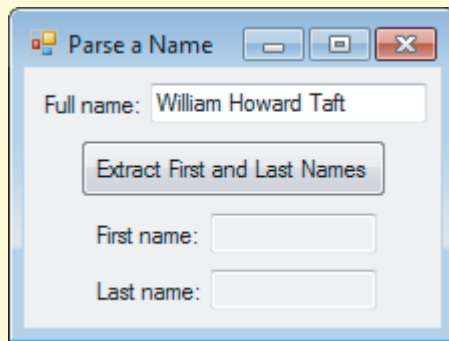 Parse a Name
Full name: William Howard Taft
Extract First and Last Names
First name:
Last name: